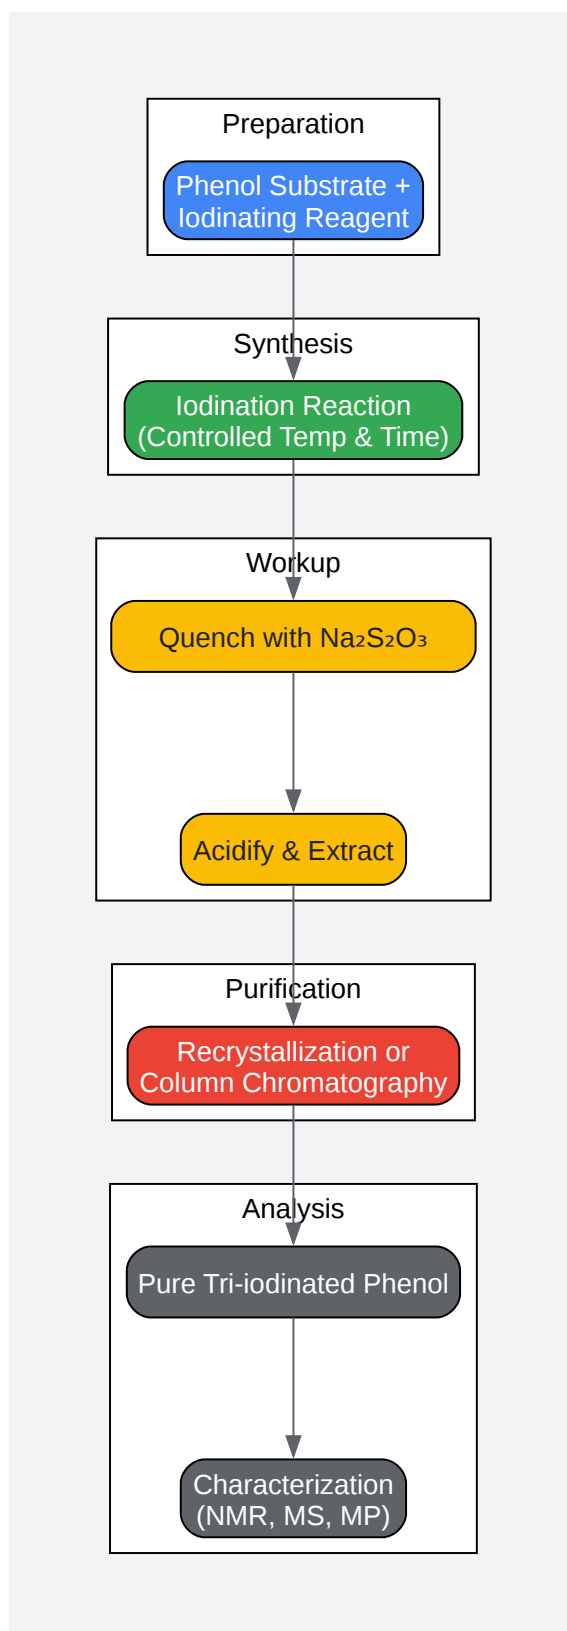 Preparation
Phenol Substrate +
Iodinating Reagent
Synthesis
Iodination Reaction
(Controlled Temp & Time)
Workup
Quench with Na₂S₂O₃
Acidify & Extract
Purification
Recrystallization or
Column Chromatography
Analysis
Pure Tri-iodinated Phenol
Characterization
(NMR, MS, MP)